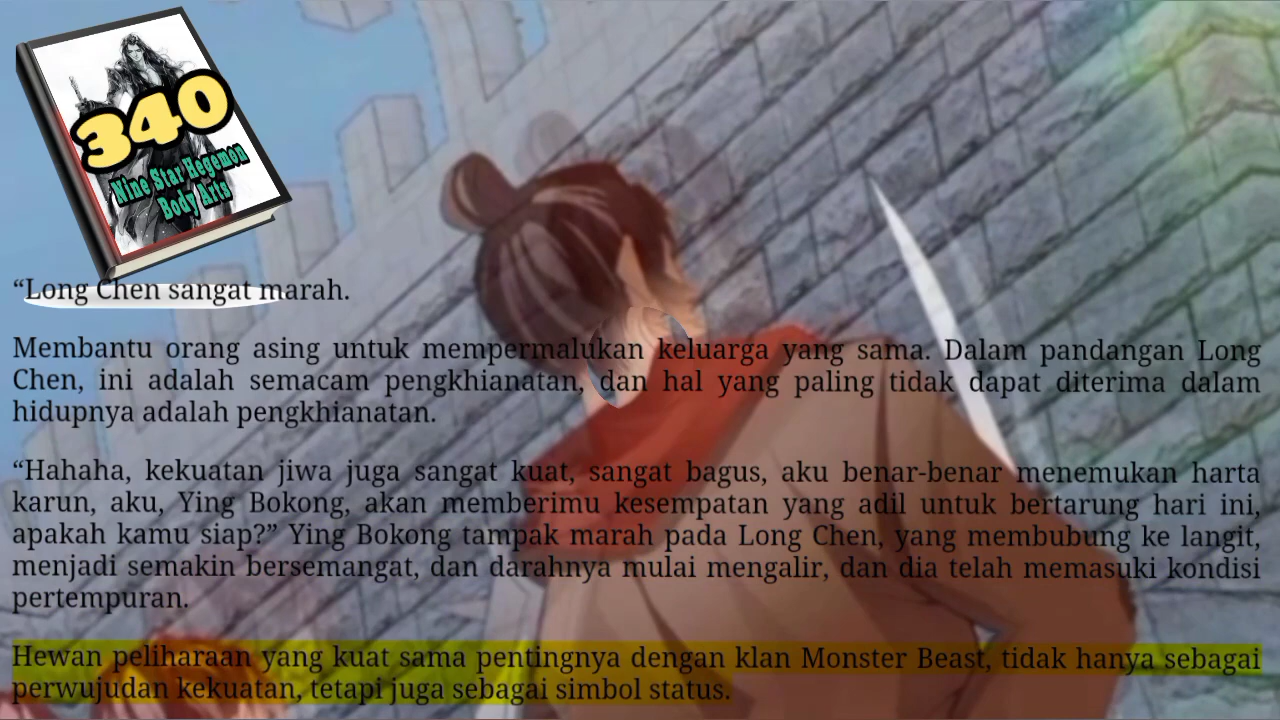 340
Nine Star Hegemon
Body Arts
“Long Chen sangat marah.
Membantu orang asing untuk mempermalukan keluarga yang sama. Dalam pandangan Long
Chen, ini adalah semacam pengkhianatan, dan hal yang paling tidak dapat diterima dalam
hidupnya adalah pengkhianatan.
“Hahaha, kekuatan jiwa juga sangat kuat, sangat bagus, aku benar-benar menemukan harta
karun, aku, Ying Bokong, akan memberimu kesempatan yang adil untuk bertarung hari ini,
apakah kamu siap?” Ying Bokong tampak marah pada Long Chen, yang membubung ke langit,
menjadi semakin bersemangat, dan darahnya mulai mengalir, dan dia telah memasuki kondisi
pertempuran.
Hewan peliharaan yang kuat sama pentingnya dengan klan Monster Beast, tidak hanya sebagai
perwujudan kekuatan, tetapi juga sebagai simbol status.